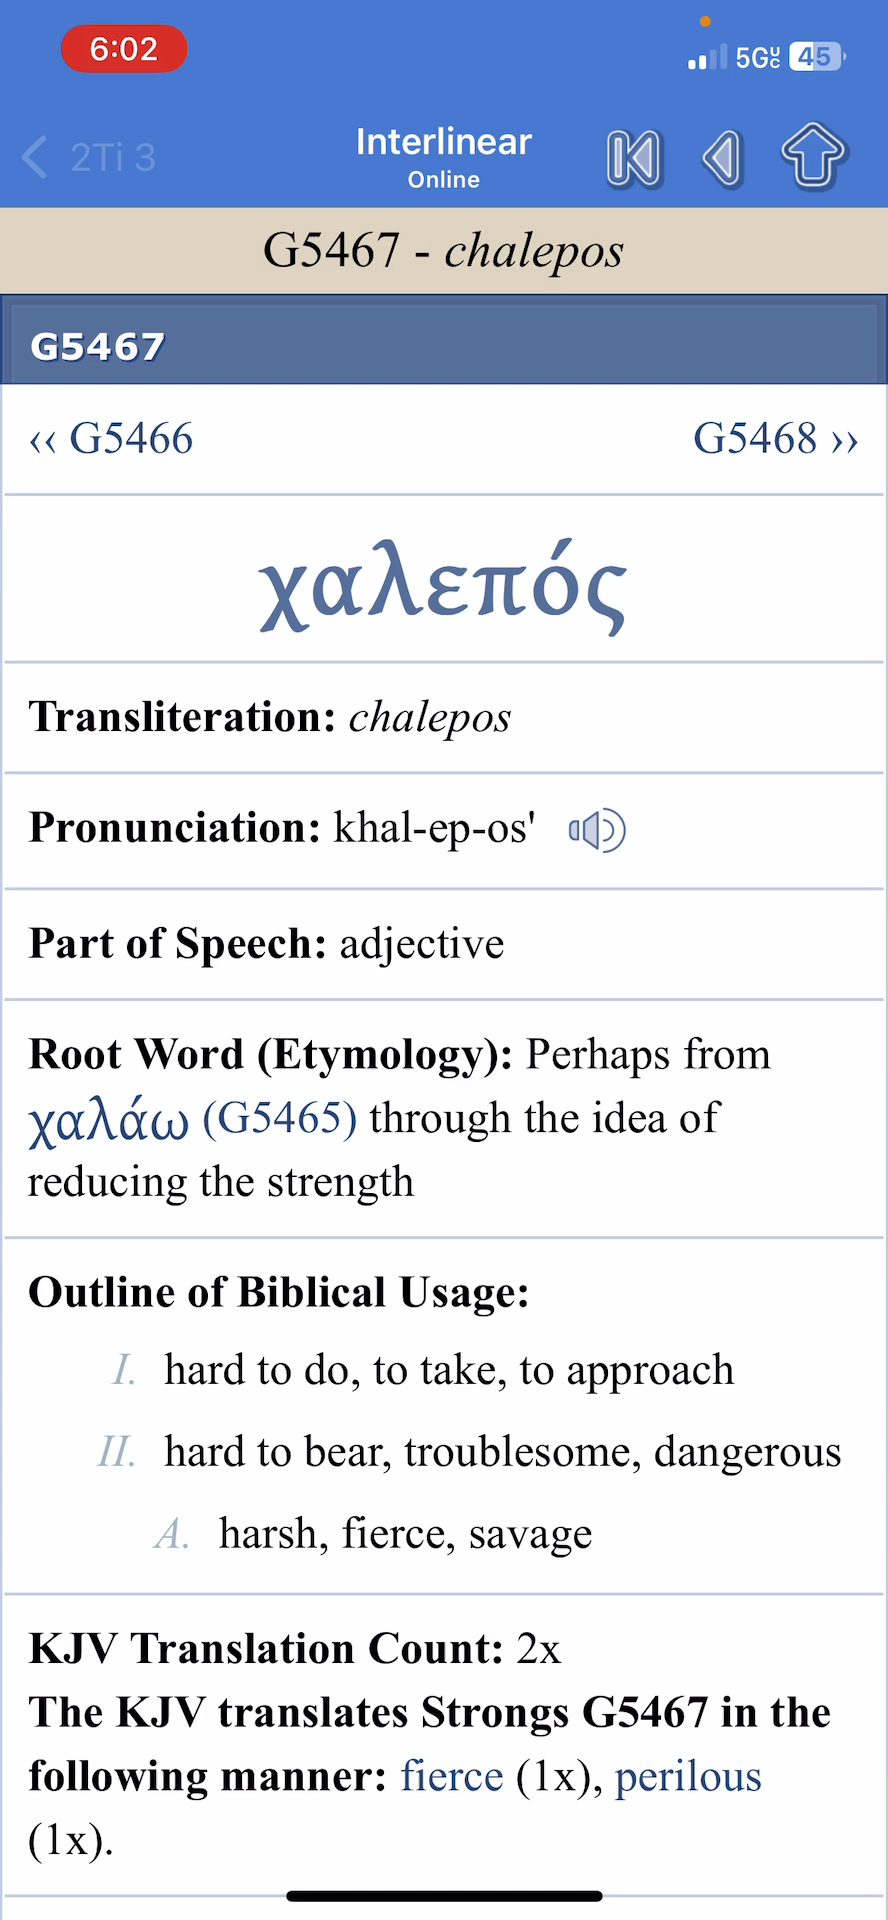 6:02
5GUC 45
2Ti 3
Interlinear
Online
G5467 - chalepos
G5467
‹‹ G5466 G5468 ››
χαλεπός
Transliteration: chalepos
Pronunciation: khal-ep-os'
Part of Speech: adjective
Root Word (Etymology): Perhaps from
χαλάω (G5465) through the idea of
reducing the strength
Outline of Biblical Usage:
I. hard to do, to take, to approach
II. hard to bear, troublesome, dangerous
A. harsh, fierce, savage
KJV Translation Count: 2x
The KJV translates Strongs G5467 in the
following manner: fierce (1x), perilous
(1x).